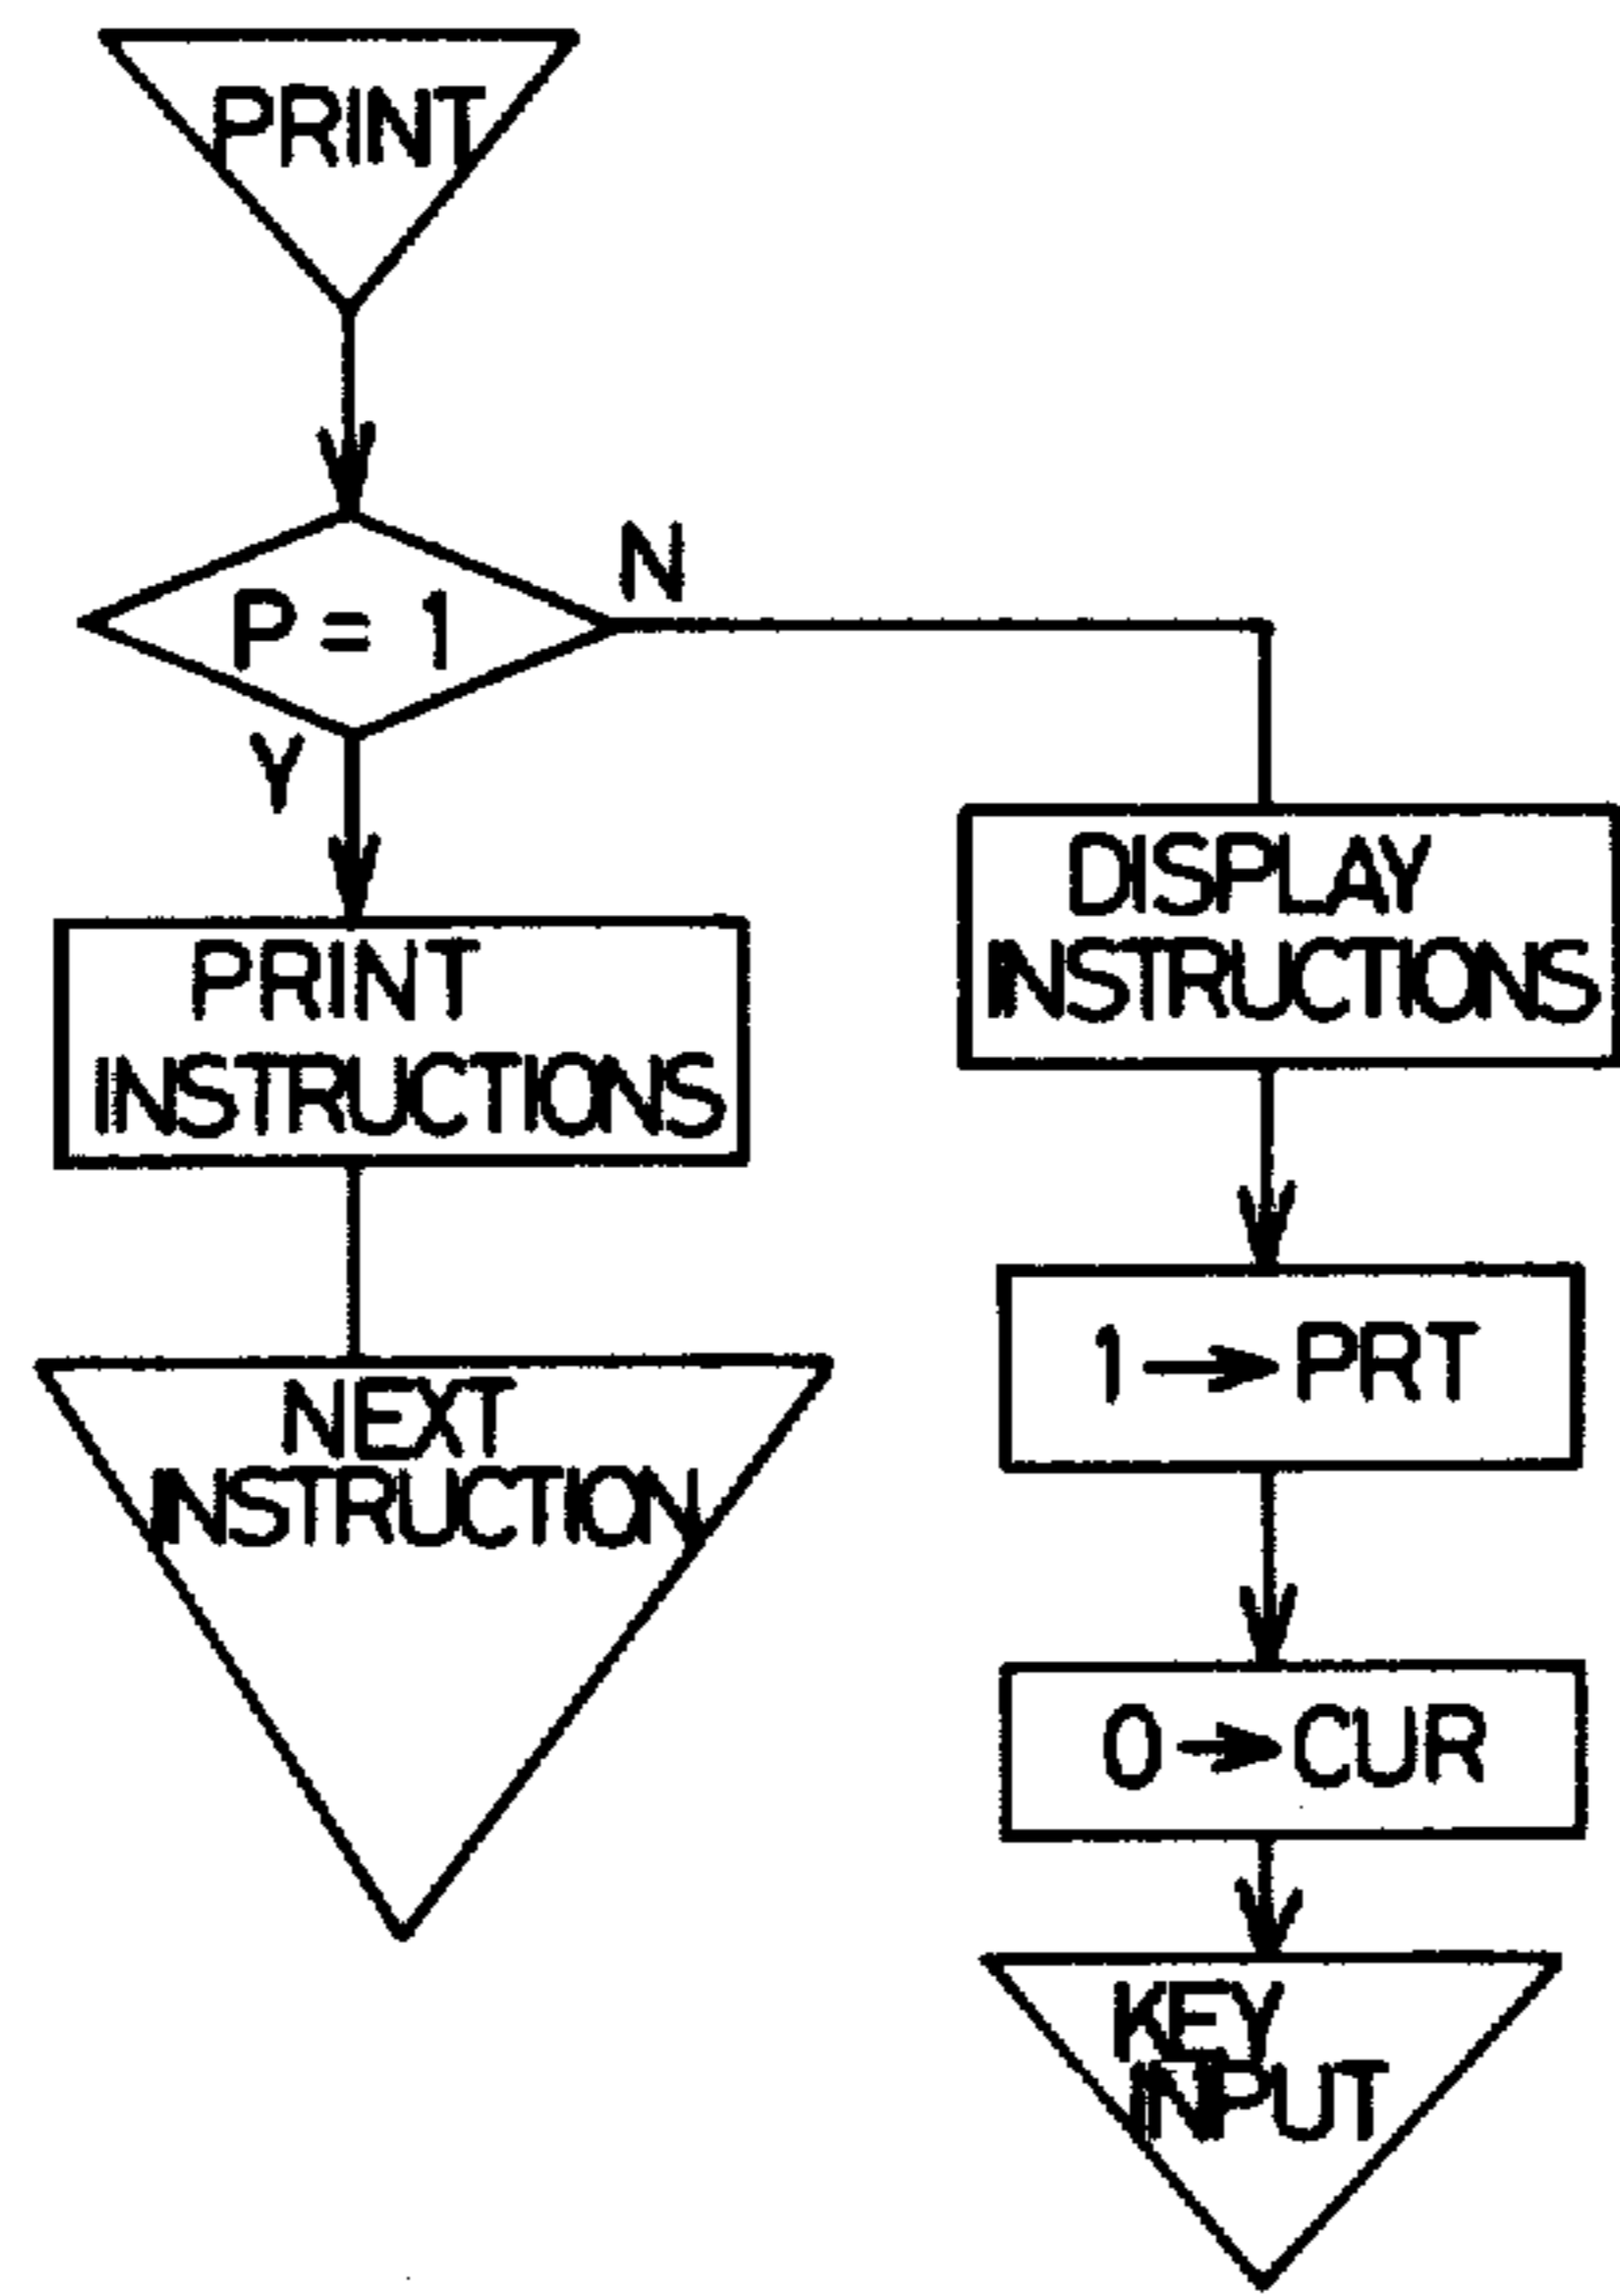 PRINT
P = 1
N
Y
PRINT
INSTRUCTIONS
NEXT
INSTRUCTION
DISPLAY
INSTRUCTIONS
1→PRT
0→CUR
KEY
INPUT